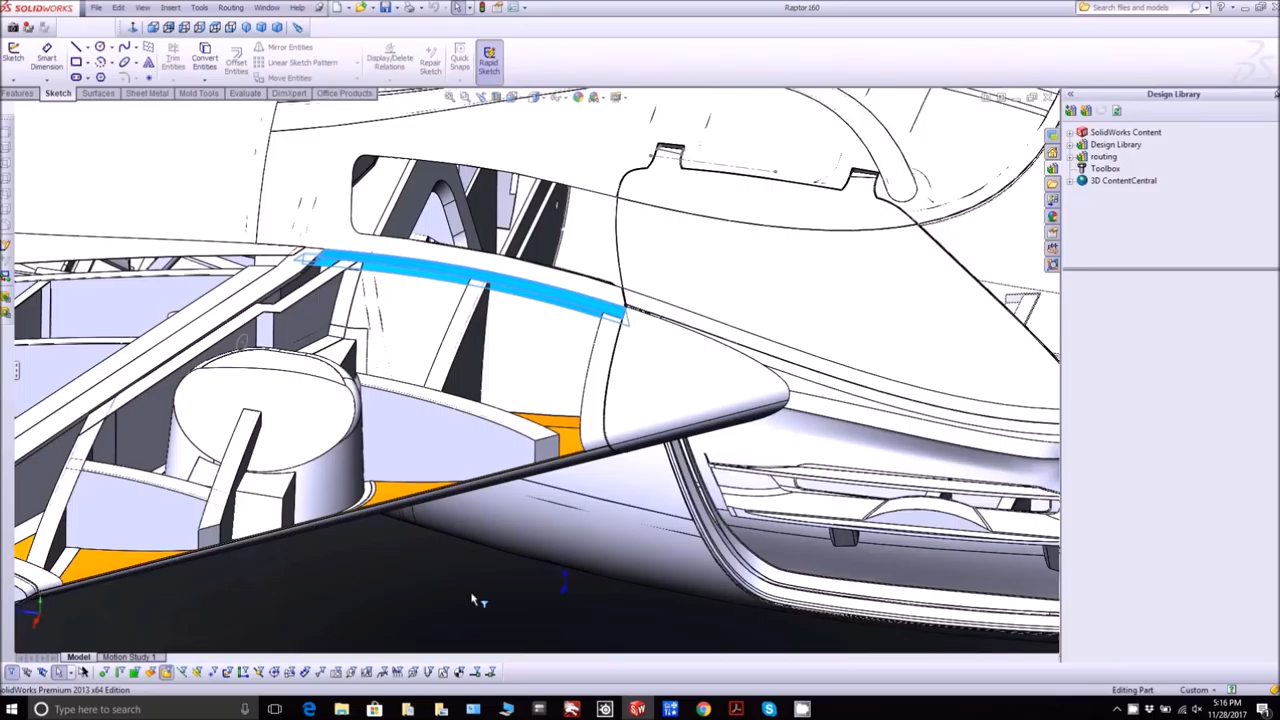 SOLIDWORKS File Edit View Insert Tools Routing Window Help Raptor160 Search files and models
Sketch Smart Dimension Trim Entities Convert Entities Offset Entities Mirror Entities Linear Sketch Pattern Move Entities Display/Delete Relations Repair Sketch Quick Snaps Rapid Sketch
Features Sketch Surfaces Sheet Metal Mold Tools Evaluate DimXpert Office Products
Design Library
SolidWorks Content
Design Library
routing
Toolbox
3D ContentCentral
Model Motion Study 1
SolidWorks Premium 2013 x64 Edition Editing Part Custom
Type here to search
5:16 PM
11/28/2017